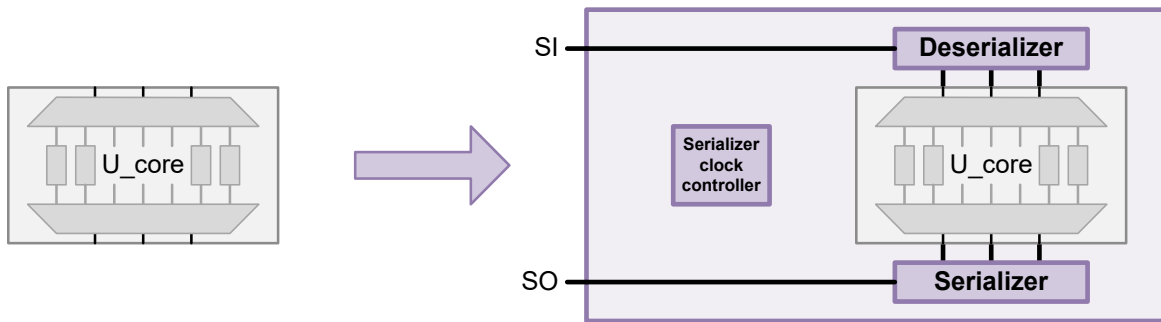 SI
Deserializer
U_core
Serializer
clock
controller
U_core
SO
Serializer